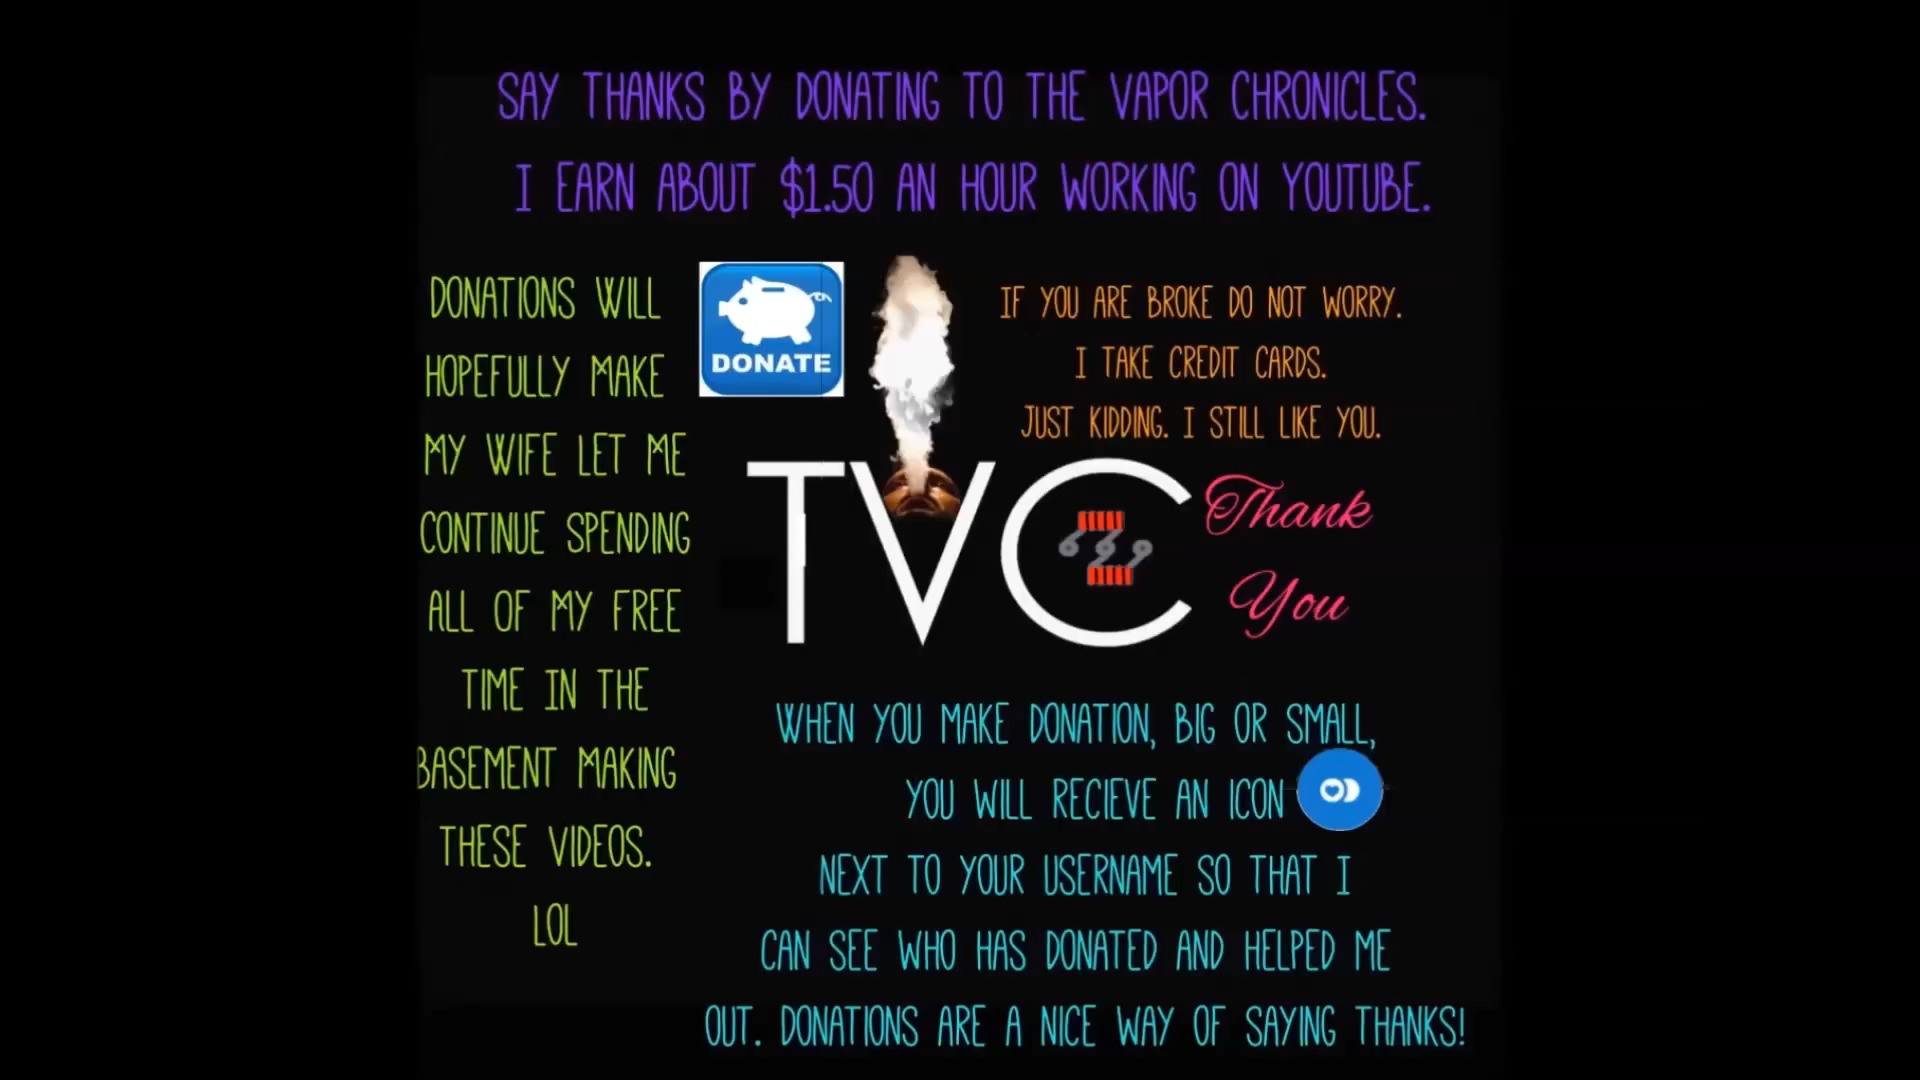 SAY THANKS BY DONATING TO THE VAPOR CHRONICLES.
I EARN ABOUT $1.50 AN HOUR WORKING ON YOUTUBE.
DONATIONS WILL
HOPEFULLY MAKE
MY WIFE LET ME
CONTINUE SPENDING
ALL OF MY FREE
TIME IN THE
BASEMENT MAKING
THESE VIDEOS.
LOL
DONATE
IF YOU ARE BROKE DO NOT WORRY.
I TAKE CREDIT CARDS.
JUST KIDDING. I STILL LIKE YOU.
TVC
Thank
You
WHEN YOU MAKE DONATION, BIG OR SMALL,
YOU WILL RECIEVE AN ICON
NEXT TO YOUR USERNAME SO THAT I
CAN SEE WHO HAS DONATED AND HELPED ME
OUT. DONATIONS ARE A NICE WAY OF SAYING THANKS!